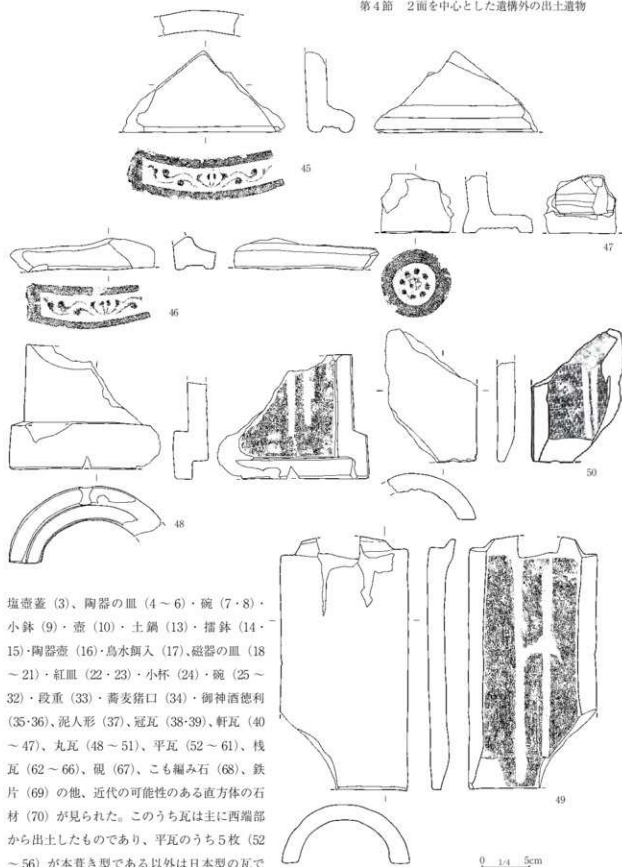 第4節　2面を中心とした遺構外の出土遺物
45
47
46
50
48
塩壺蓋 (3)、陶器の皿 (4～6)・碗 (7・8)・
小鉢 (9)・壺 (10)・土鍋 (13)・擂鉢 (14・
15)・陶器壺 (16)・鳥水餌入 (17)、磁器の皿 (18
～21)・紅皿 (22・23)・小杯 (24)・碗 (25～
32)・段重 (33)・蕎麦猪口 (34)・御神酒徳利
(35・36)、泥人形 (37)、冠瓦 (38・39)、軒瓦 (40
～47)、丸瓦 (48～51)、平瓦 (52～61)、桟
瓦 (62～66)、硯 (67)、こも編み石 (68)、鉄
片 (69) の他、近代の可能性のある直方体の石
材 (70) が見られた。このうち瓦は主に西端部
から出土したものであり、平瓦のうち5枚 (52
～56) が本葺き型である以外は日本型の瓦で
49
0　1/4　5cm